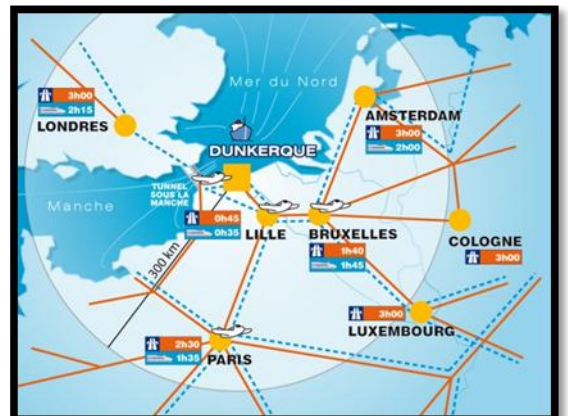 Mer du Nord
3h00
2h15
LONDRES
AMSTERDAM
3h00
2h00
DUNKERQUE
TUNNEL
SOUS LA
MANCHE
Manche
0h45
0h35
LILLE
BRUXELLES
1h40
1h45
COLOGNE
3h00
300 km
3h00
LUXEMBOURG
2h30
1h35
PARIS